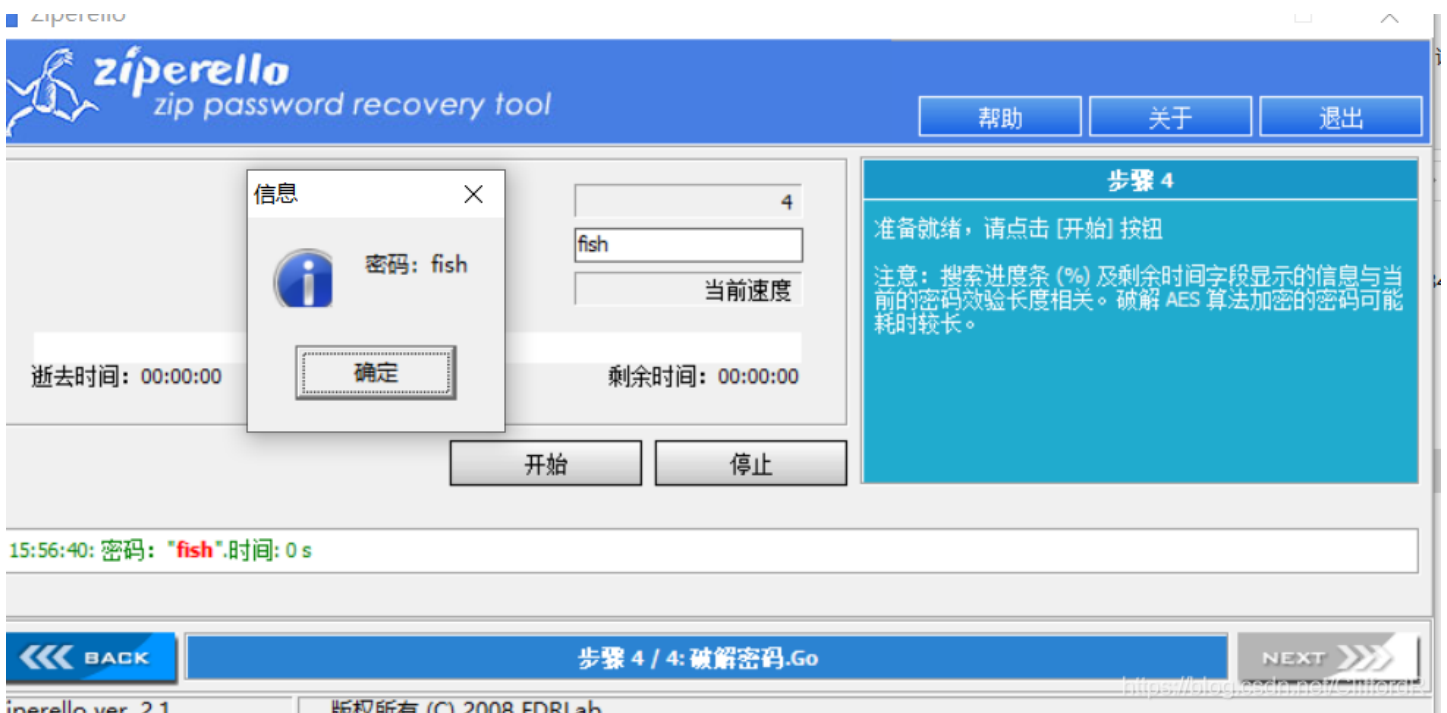 Ziperello
ziperello
zip password recovery tool
帮助
关于
退出
信息
密码：fish
确定
4
fish
当前速度
逝去时间：00:00:00
剩余时间：00:00:00
开始
停止
步骤 4
准备就绪，请点击 [开始] 按钮
注意：搜索进度条 (%) 及剩余时间字段显示的信息与当
前的密码效验长度相关。破解 AES 算法加密的密码可能
耗时较长。
15:56:40: 密码："fish".时间: 0 s
BACK
步骤 4 / 4: 破解密码.Go
NEXT
iperello ver. 2.1
版权所有 (C) 2008 FDRLab